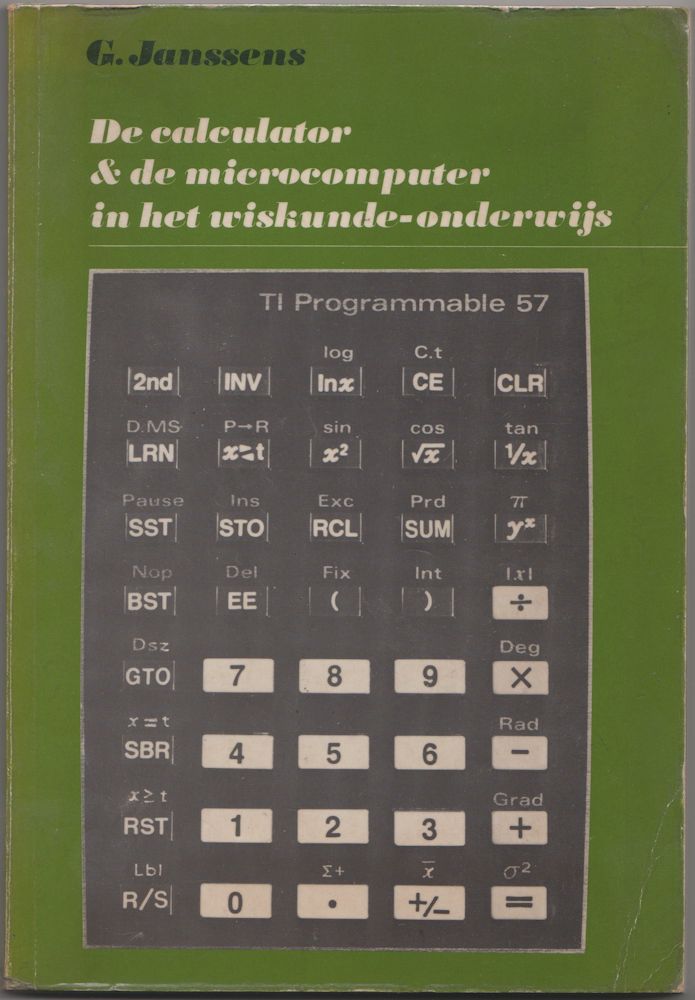 G. Janssens
De calculator
& de microcomputer
in het wiskunde-onderwijs
TI Programmable 57
log C.t
2nd INV lnx CE CLR
D.MS P→R sin cos tan
LRN x⇄t x² √x 1/x
Pause Ins Exc Prd π
SST STO RCL SUM yˣ
Nop Del Fix Int |x|
BST EE ( ) ÷
Dsz Deg
GTO 7 8 9 ×
x=t Rad
SBR 4 5 6 −
x≥t Grad
RST 1 2 3 +
Lbl Σ+ x̄ σ²
R/S 0 . +/− =